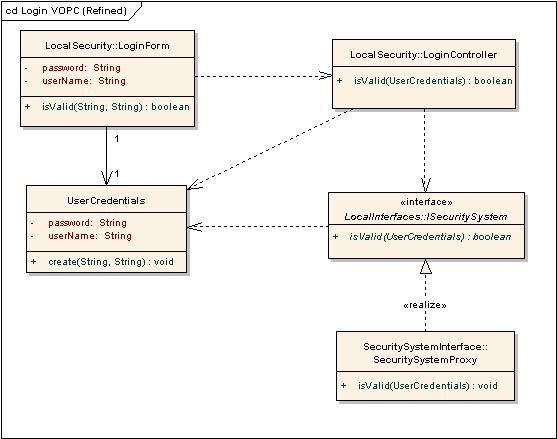 cd Login VOPC (Refined)
LocalSecurity::LoginForm
- password: String
- userName: String
+ isValid(String, String) : boolean
LocalSecurity::LoginController
+ isValid(UserCredentials) : boolean
1
1
UserCredentials
- password: String
- userName: String
+ create(String, String) : void
«interface»
LocalInterfaces::ISecuritySystem
+ isValid(UserCredentials) : boolean
«realize»
SecuritySystemInterface::
SecuritySystemProxy
+ isValid(UserCredentials) : void